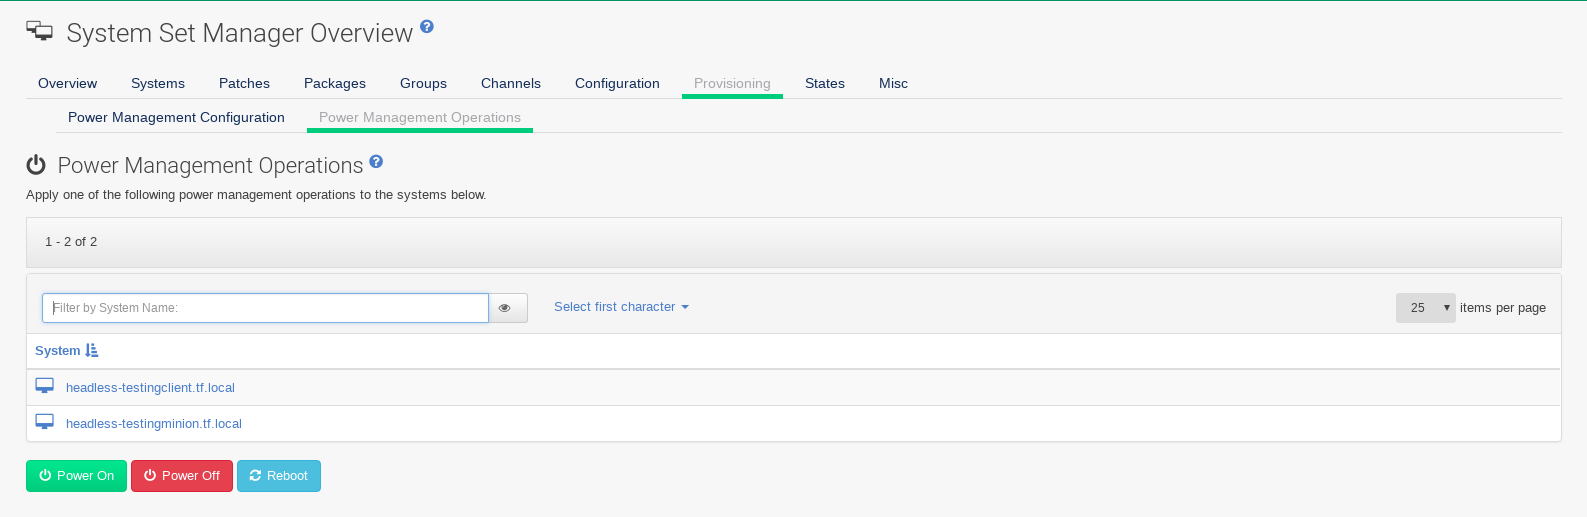 System Set Manager Overview
Overview Systems Patches Packages Groups Channels Configuration Provisioning States Misc
Power Management Configuration Power Management Operations
Power Management Operations
Apply one of the following power management operations to the systems below.
1 - 2 of 2
Filter by System Name: Select first character 25 items per page
System
headless-testingclient.tf.local
headless-testingminion.tf.local
Power On Power Off Reboot